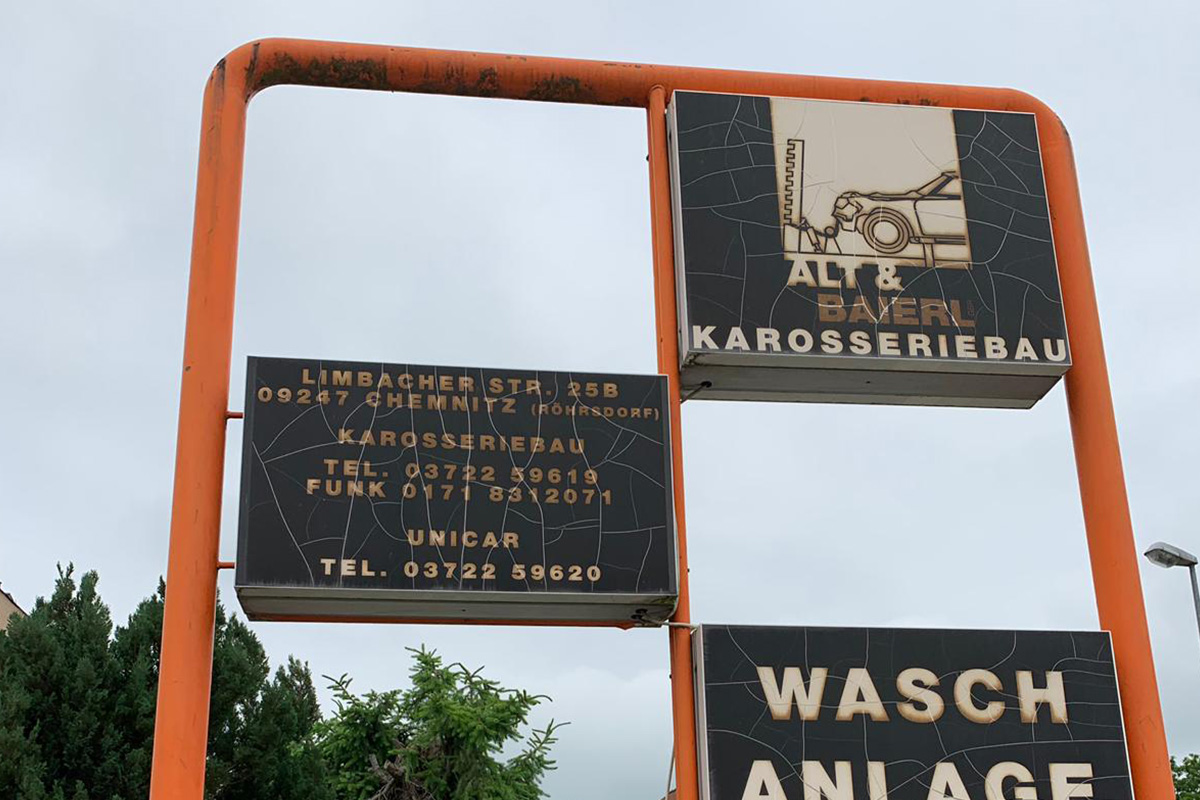 ALT &
BAIERL
KAROSSERIEBAU
LIMBACHER STR. 25B
09247 CHEMNITZ (RÖHRSDORF)
KAROSSERIEBAU
TEL. 03722 59619
FUNK 0171 8312071
UNICAR
TEL. 03722 59620
WASCH
ANLAGE